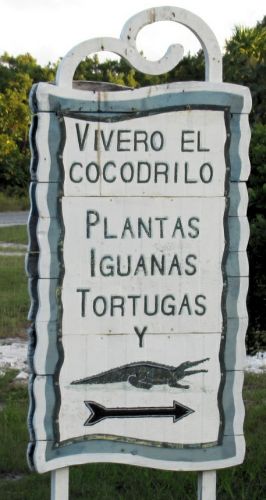 VIVERO EL
COCODRILO
PLANTAS
IGUANAS
TORTUGAS
Y